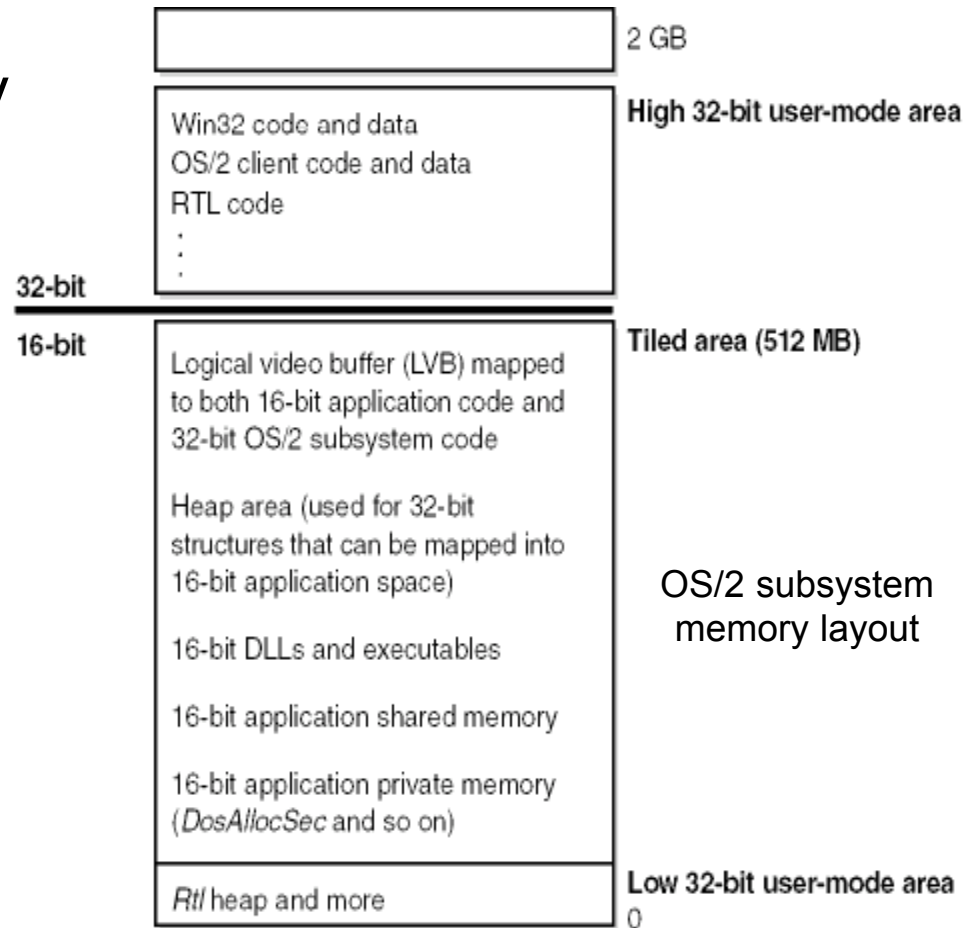 2 GB
y
High 32-bit user-mode area
Win32 code and data
OS/2 client code and data
RTL code
.
.
.
32-bit
16-bit
Tiled area (512 MB)
Logical video buffer (LVB) mapped
to both 16-bit application code and
32-bit OS/2 subsystem code
Heap area (used for 32-bit
structures that can be mapped into
16-bit application space)
OS/2 subsystem
memory layout
16-bit DLLs and executables
16-bit application shared memory
16-bit application private memory
(DosAllocSec and so on)
Rtl heap and more
Low 32-bit user-mode area
0